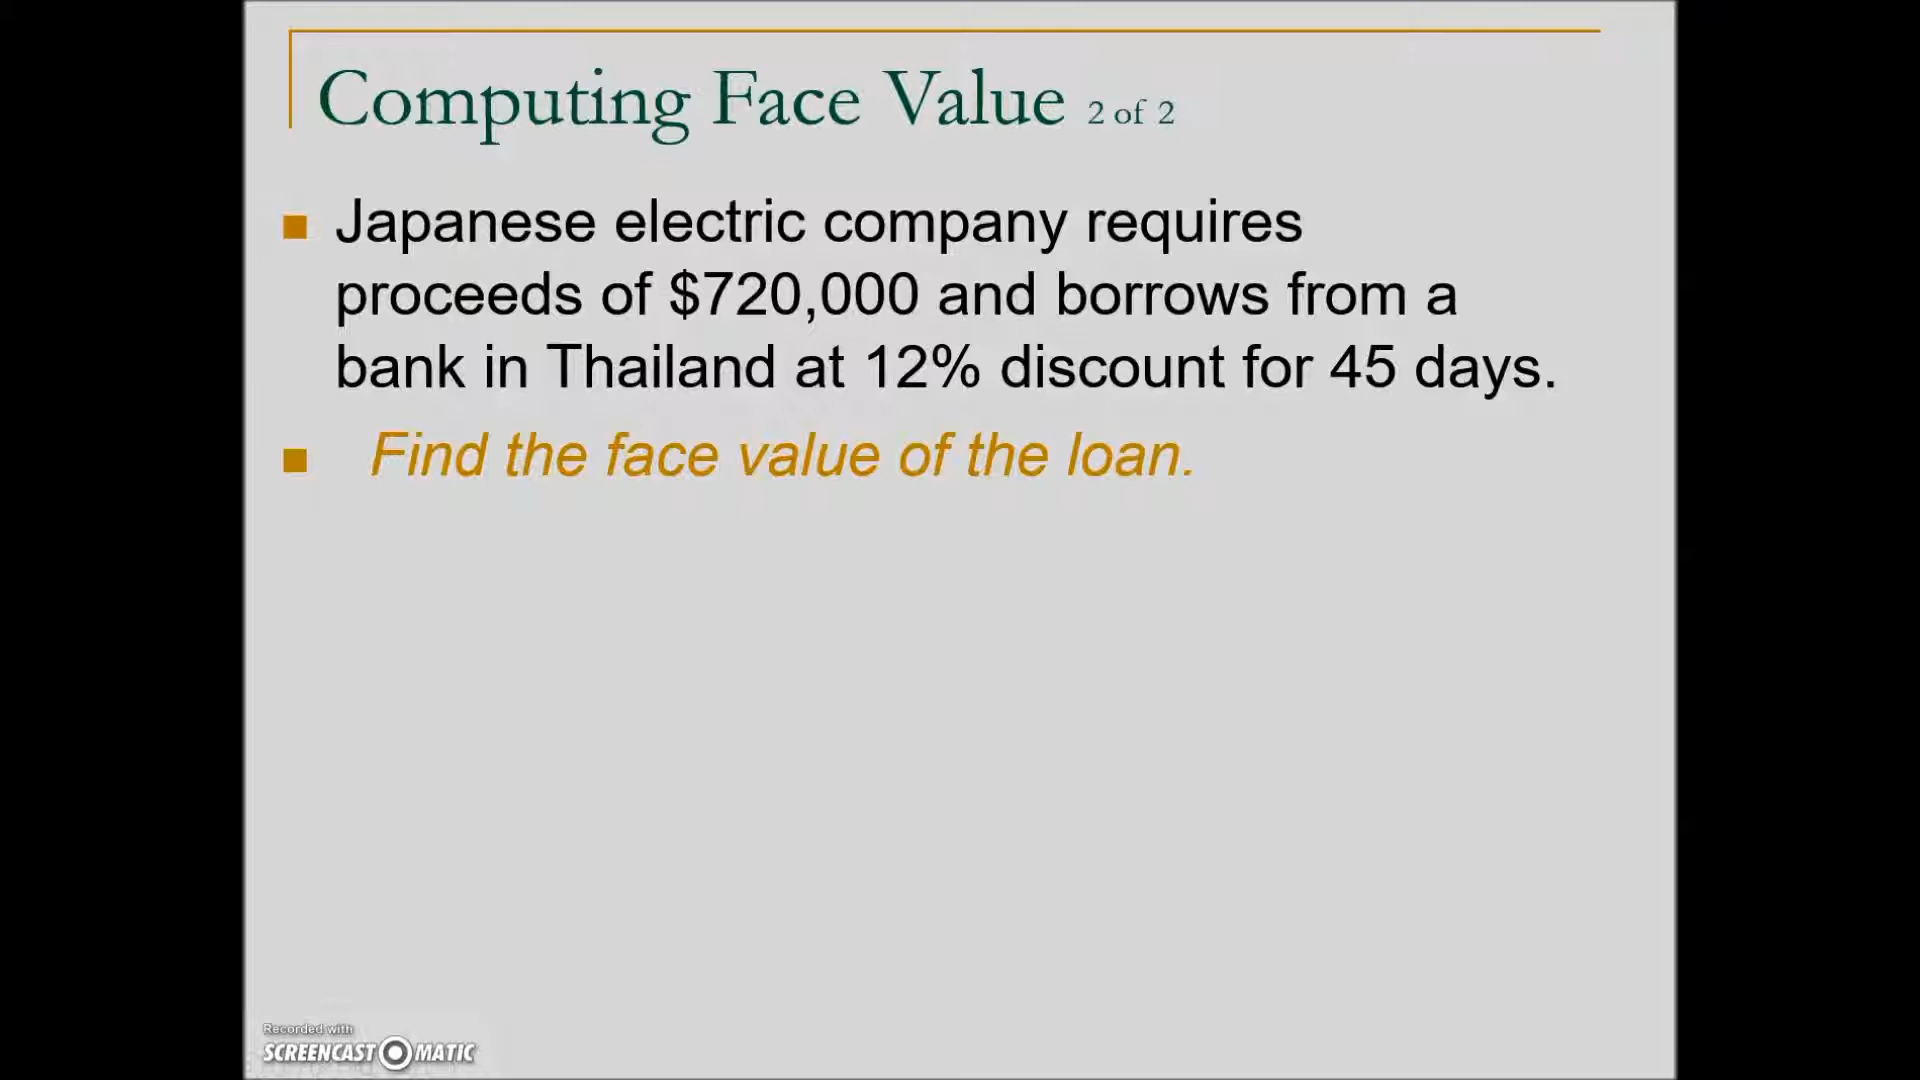 Computing Face Value 2 of 2
Japanese electric company requires
proceeds of $720,000 and borrows from a
bank in Thailand at 12% discount for 45 days.
Find the face value of the loan.
Recorded with
SCREENCAST MATIC